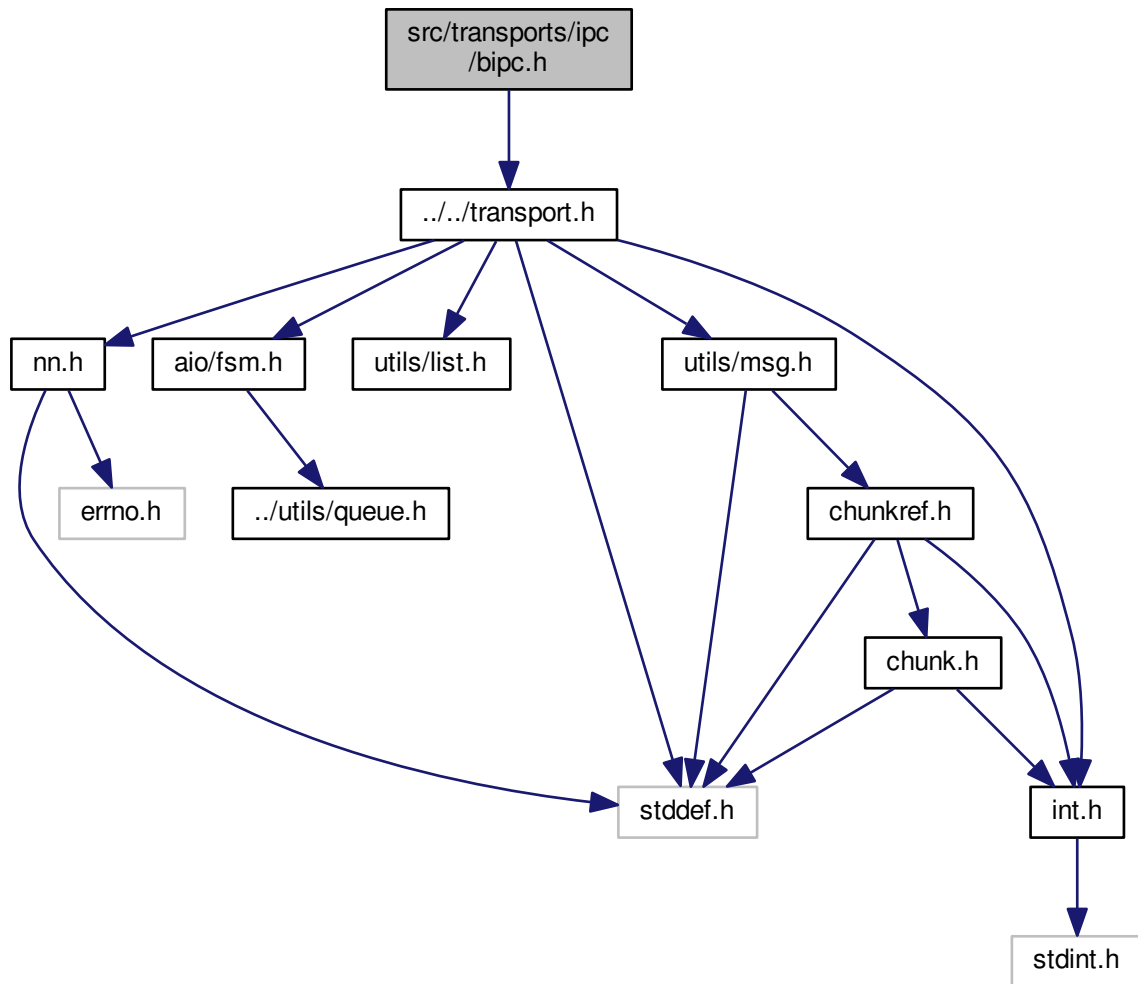 src/transports/ipc
/bipc.h
../../transport.h
nn.h
aio/fsm.h
utils/list.h
utils/msg.h
errno.h
../utils/queue.h
chunkref.h
chunk.h
stddef.h
int.h
stdint.h